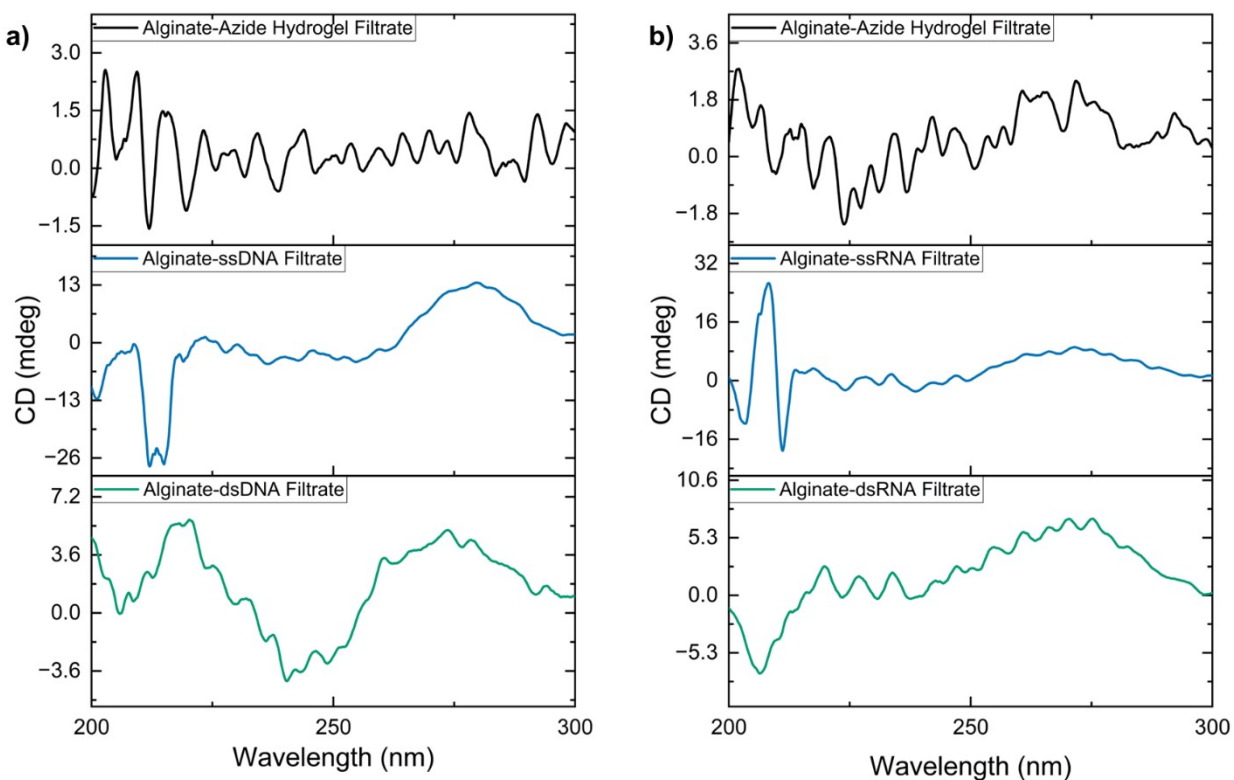 a)
Alginate-Azide Hydrogel Filtrate
3.0
1.5
0.0
−1.5
Alginate-ssDNA Filtrate
13
0
−13
−26
CD (mdeg)
Alginate-dsDNA Filtrate
7.2
3.6
0.0
−3.6
200
250
300
Wavelength (nm)
b)
Alginate-Azide Hydrogel Filtrate
3.6
1.8
0.0
−1.8
Alginate-ssRNA Filtrate
32
16
0
−16
CD (mdeg)
Alginate-dsRNA Filtrate
10.6
5.3
0.0
−5.3
200
250
300
Wavelength (nm)